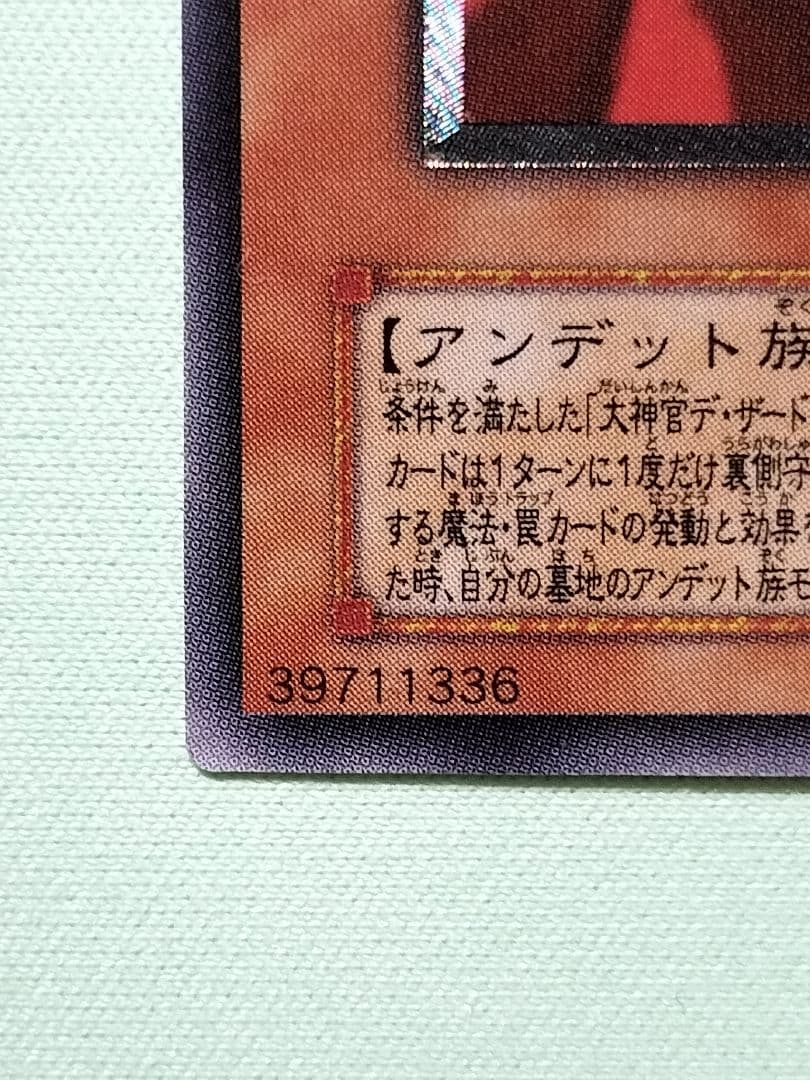 【アンデット族
条件を満たした「大神官デ・ザード
カードは1ターンに1度だけ裏側守
する魔法・罠カードの発動と効果
た時、自分の墓地のアンデット族モ
39711336